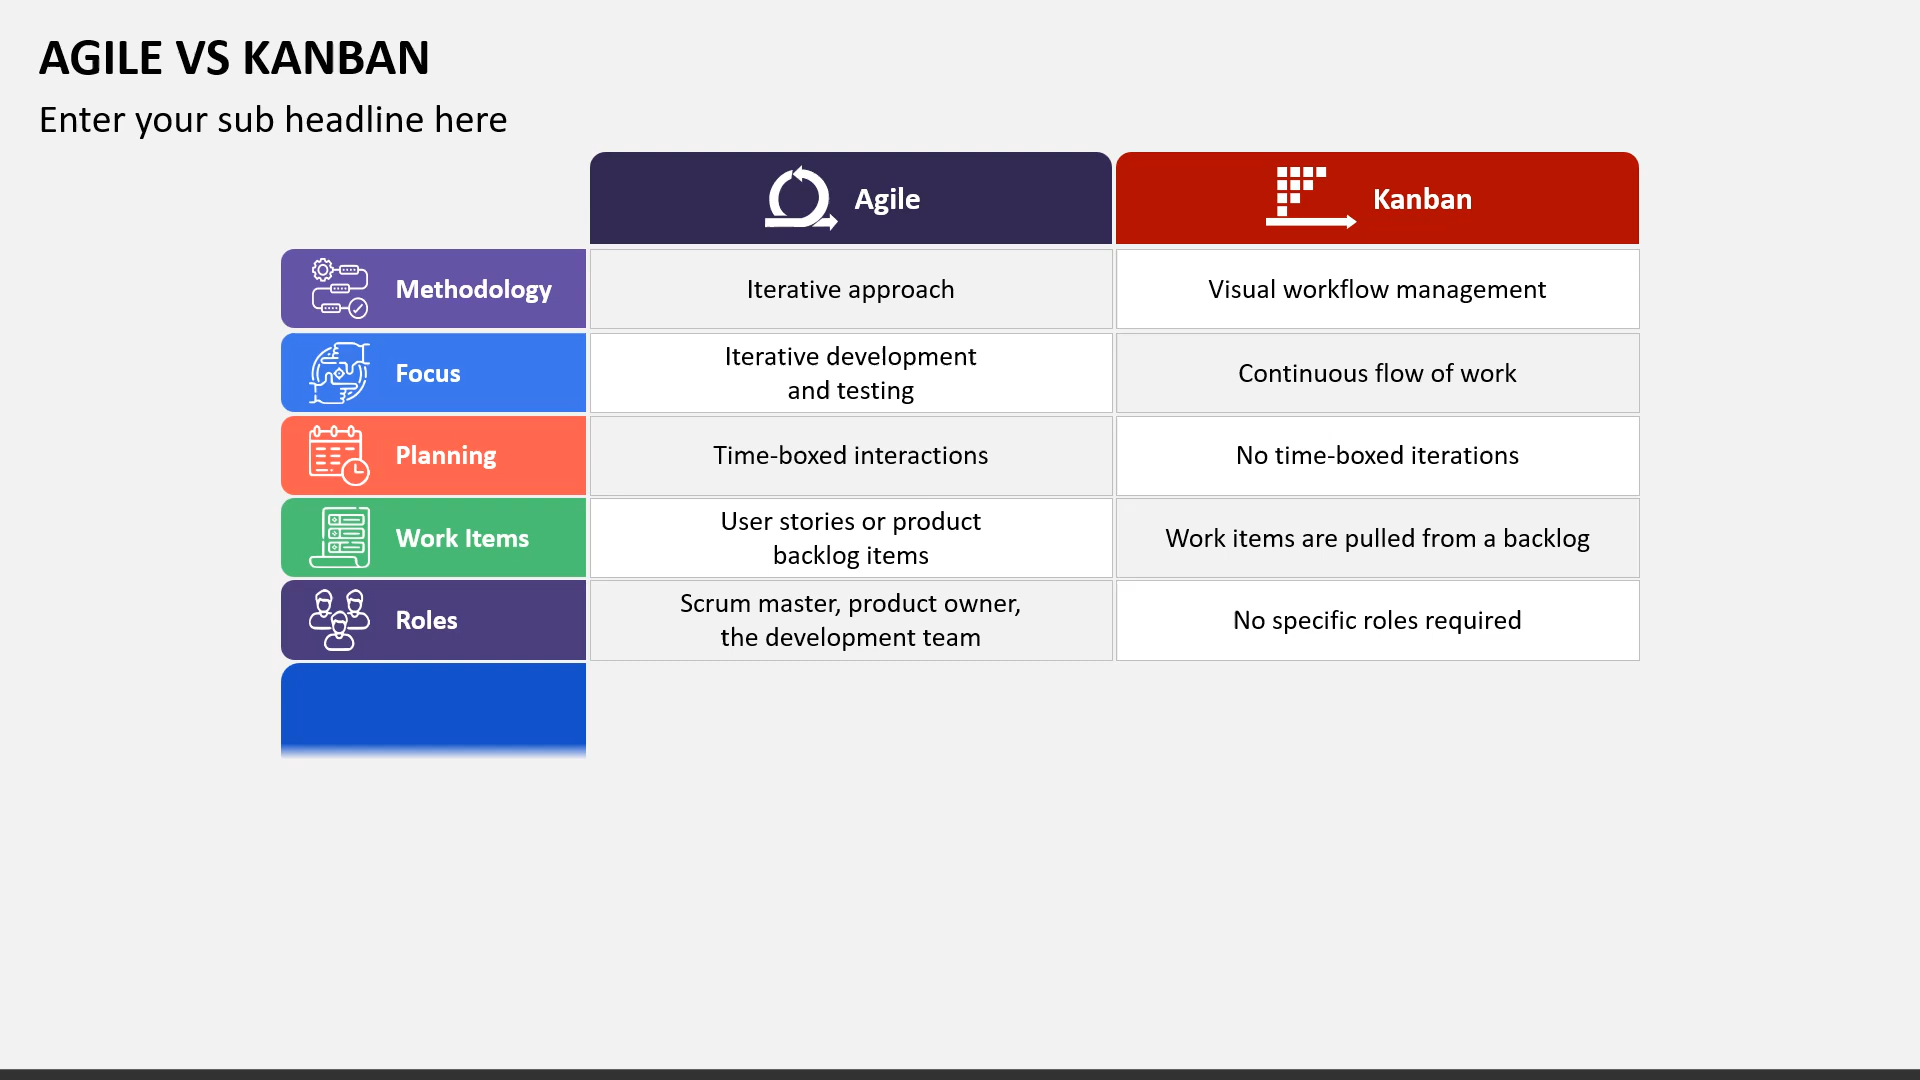 AGILE VS KANBAN
Enter your sub headline here
Agile
Kanban
Methodology
Iterative approach
Visual workflow management
Focus
Iterative development
and testing
Continuous flow of work
Planning
Time-boxed interactions
No time-boxed iterations
Work Items
User stories or product
backlog items
Work items are pulled from a backlog
Roles
Scrum master, product owner,
the development team
No specific roles required